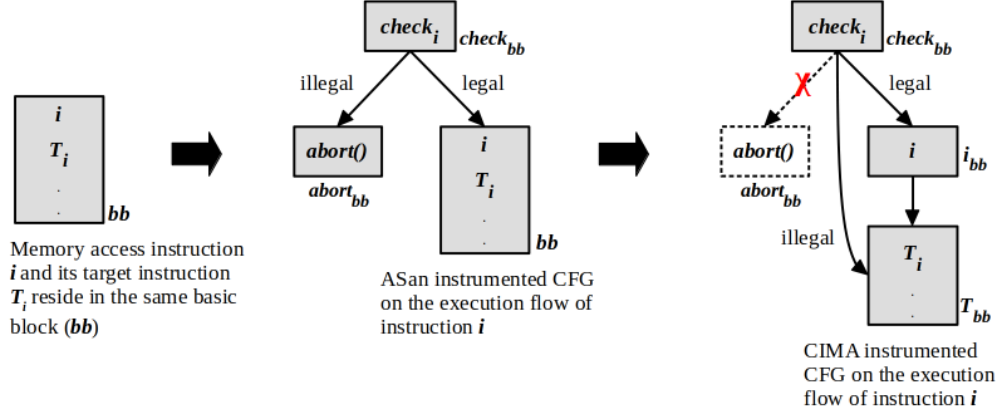 i
T_i
.
.
bb
Memory access instruction
i and its target instruction
T_i reside in the same basic
block (bb)
check_i
check_bb
illegal
legal
abort()
abort_bb
i
T_i
.
.
bb
ASan instrumented CFG
on the execution flow of
instruction i
check_i
check_bb
X
legal
abort()
abort_bb
i
i_bb
illegal
T_i
.
.
T_bb
CIMA instrumented
CFG on the execution
flow of instruction i